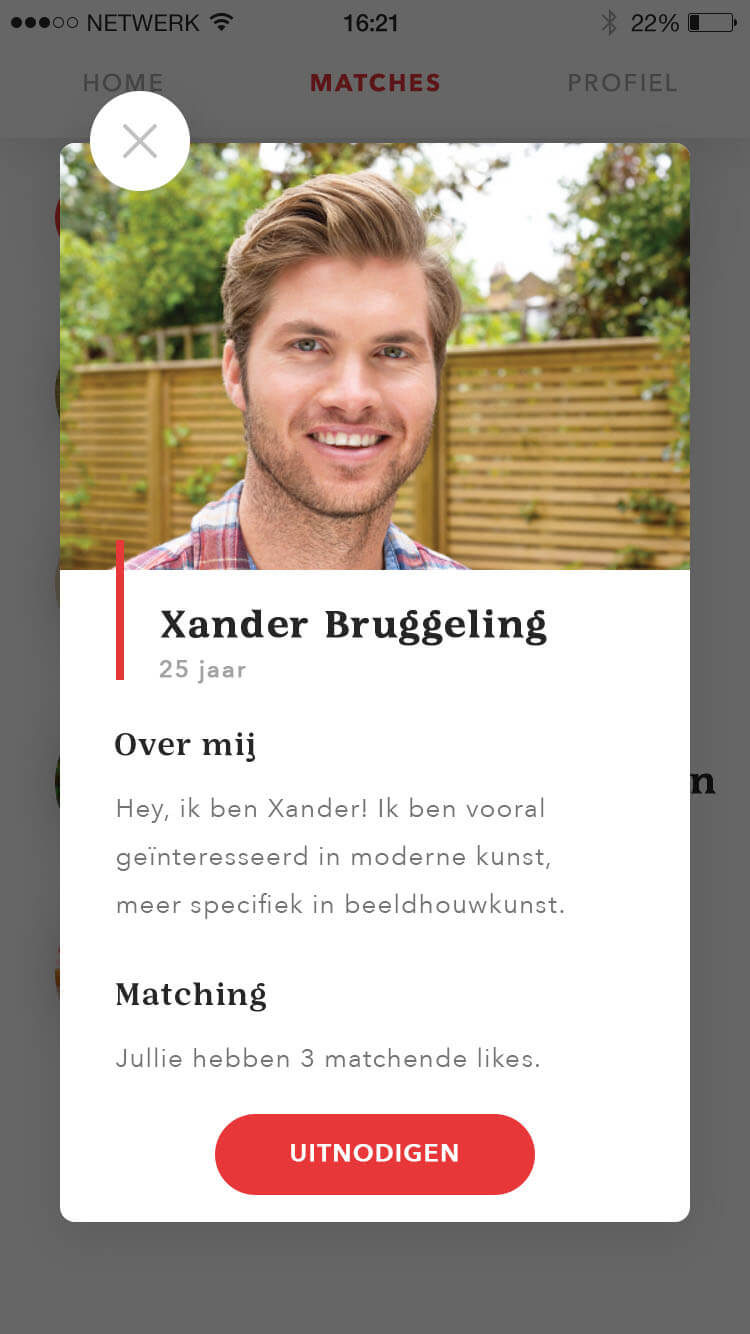 NETWERK 16:21 22%
HOME MATCHES PROFIEL
Xander Bruggeling
25 jaar
Over mij
Hey, ik ben Xander! Ik ben vooral
geïnteresseerd in moderne kunst,
meer specifiek in beeldhouwkunst.
Matching
Jullie hebben 3 matchende likes.
UITNODIGEN